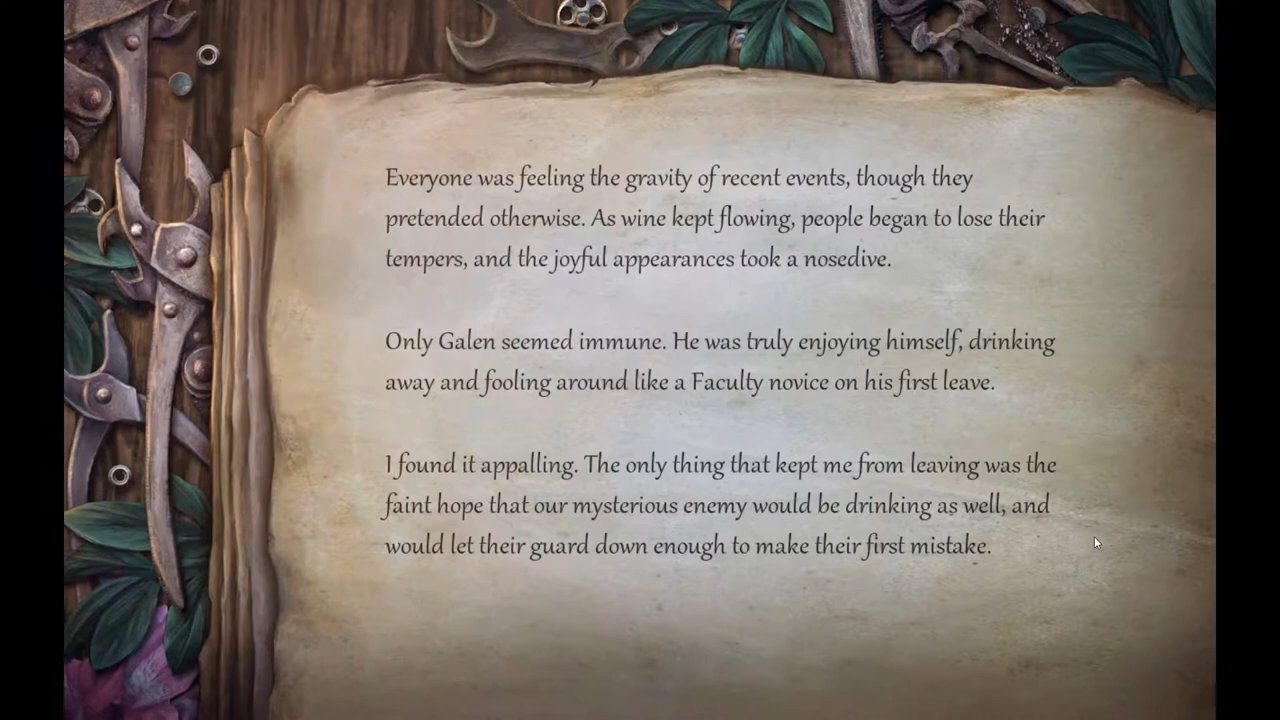 Everyone was feeling the gravity of recent events, though they
pretended otherwise. As wine kept flowing, people began to lose their
tempers, and the joyful appearances took a nosedive.
Only Galen seemed immune. He was truly enjoying himself, drinking
away and fooling around like a Faculty novice on his first leave.
I found it appalling. The only thing that kept me from leaving was the
faint hope that our mysterious enemy would be drinking as well, and
would let their guard down enough to make their first mistake.